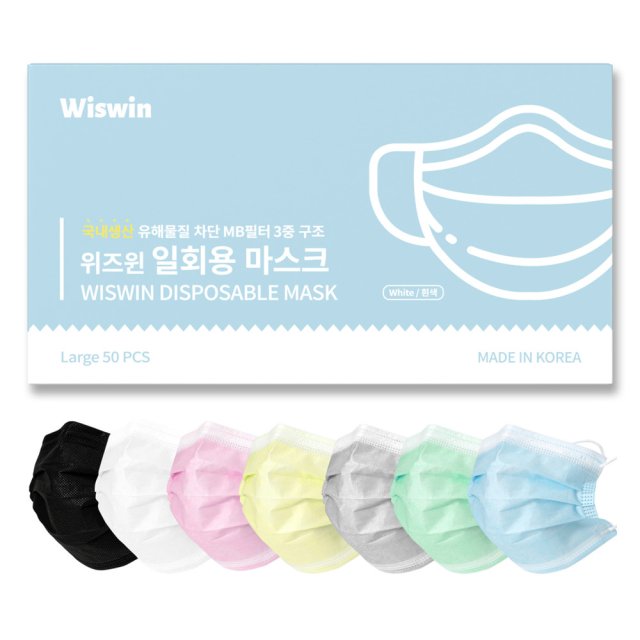 Wiswin
국내생산 유해물질 차단 MB필터 3중 구조
위즈윈 일회용 마스크
WISWIN DISPOSABLE MASK
White / 흰색
Large 50 PCS
MADE IN KOREA